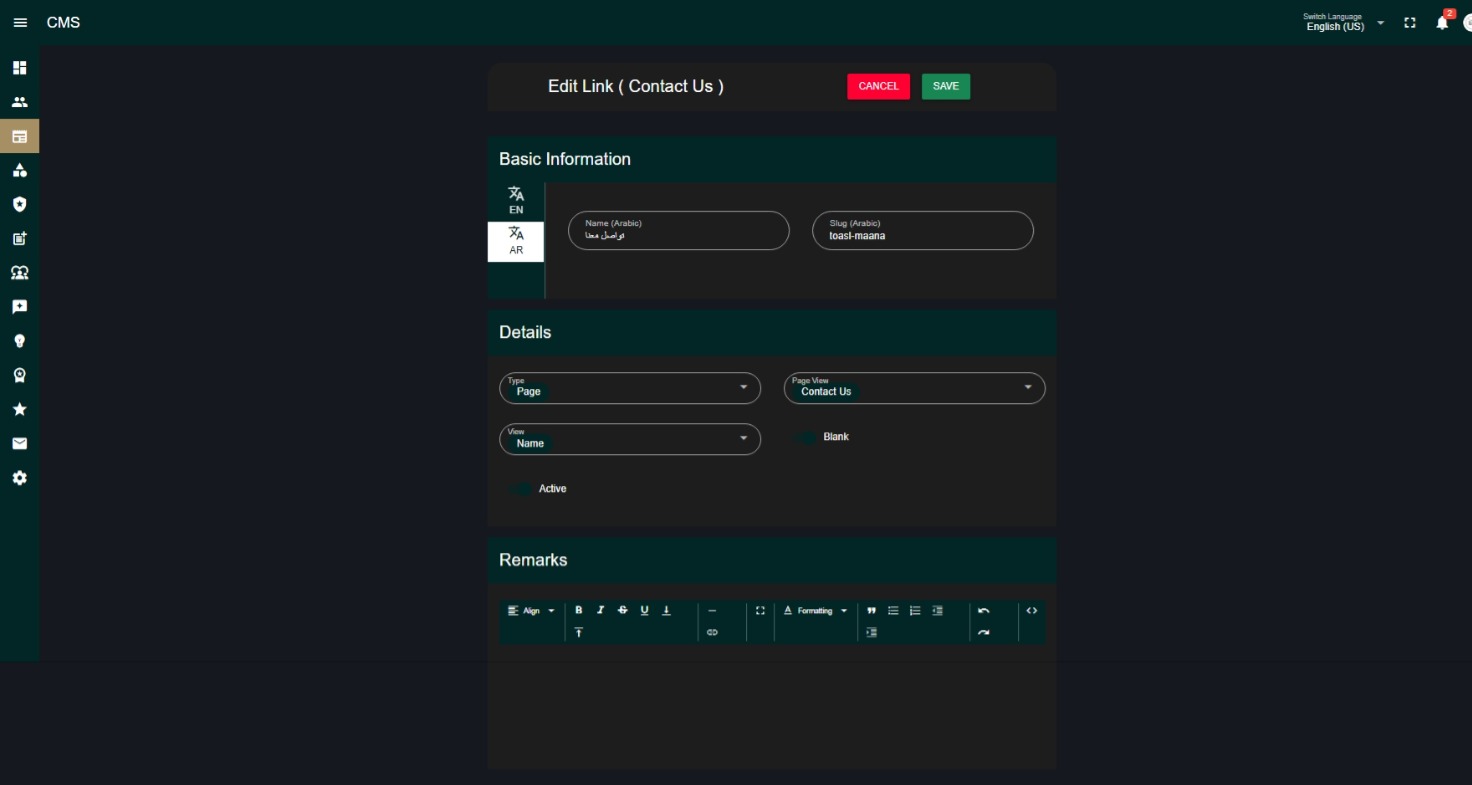 CMS
Switch Language
English (US)
2
Edit Link ( Contact Us )
CANCEL
SAVE
Basic Information
EN
AR
Name (Arabic)
تواصل معنا
Slug (Arabic)
toasl-maana
Details
Type
Page
Page View
Contact Us
View
Name
Blank
Active
Remarks
Align
Formatting